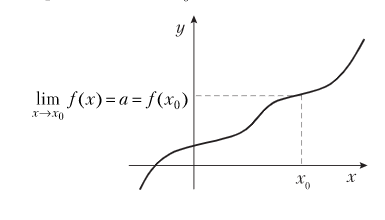 y
lim f(x) = a = f(x₀)
x→x₀
x₀
x